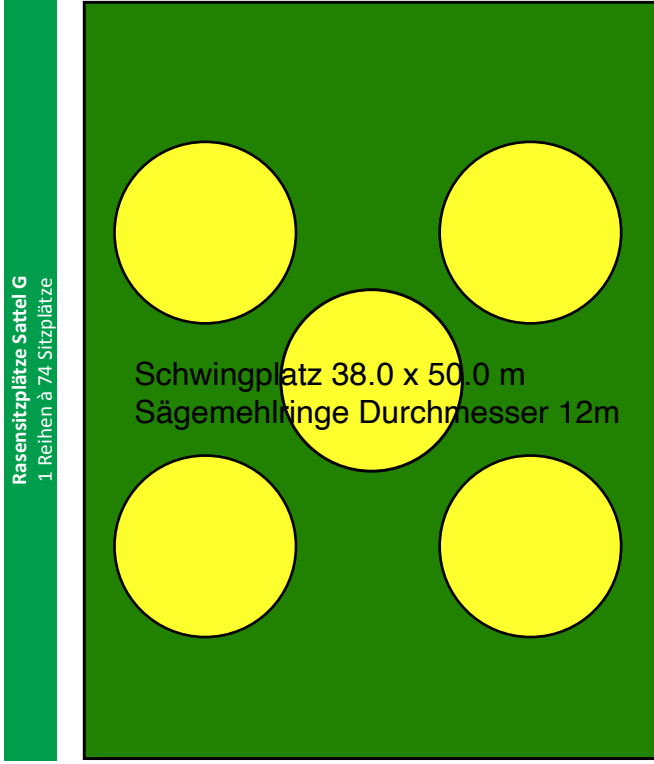 Rasensitzplätze Sattel G
1 Reihen à 74 Sitzplätze
Schwingplatz 38.0 x 50.0 m
Sägemehlringe Durchmesser 12m